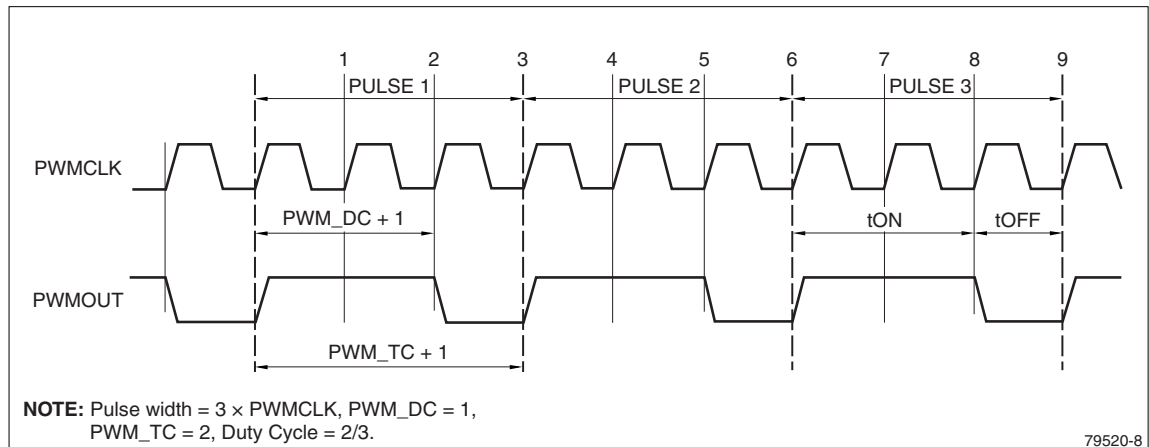 1 2 3 4 5 6 7 8 9
PULSE 1 PULSE 2 PULSE 3
PWMCLK
PWM_DC + 1 tON tOFF
PWMOUT
PWM_TC + 1
NOTE: Pulse width = 3 × PWMCLK, PWM_DC = 1,
PWM_TC = 2, Duty Cycle = 2/3.
79520-8